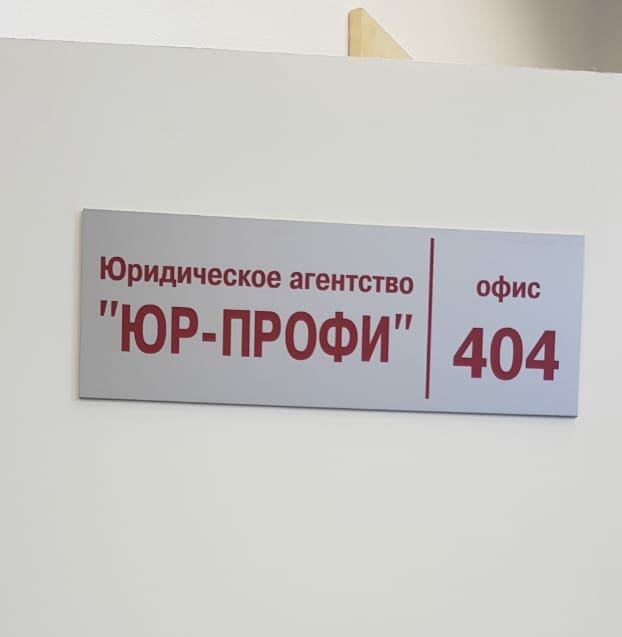 Юридическое агентство
"ЮР-ПРОФИ"
офис
404